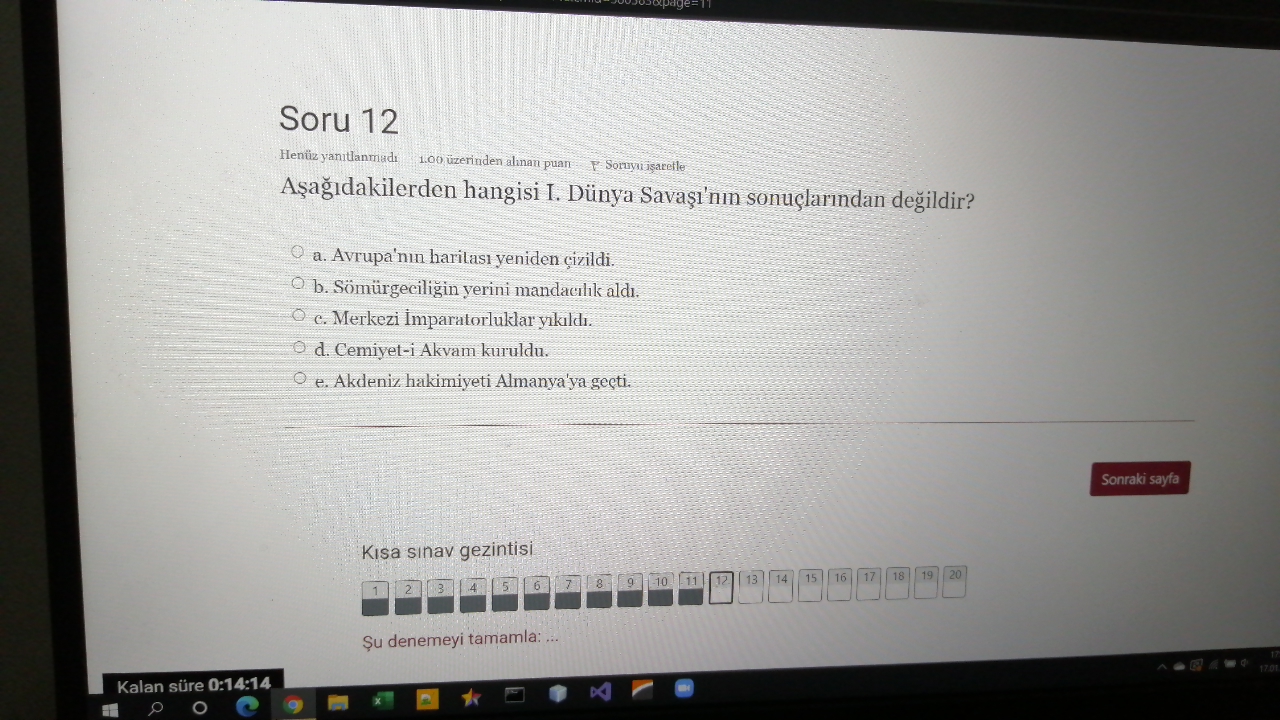 Soru 12
Henüz yanıtlanmadı 1.00 üzerinden alınan puan Soruyu işaretle
Aşağıdakilerden hangisi I. Dünya Savaşı'nın sonuçlarından değildir?
a. Avrupa'nın haritası yeniden çizildi.
b. Sömürgeciliğin yerini mandacılık aldı.
c. Merkezi İmparatorluklar yıkıldı.
d. Cemiyet-i Akvam kuruldu.
e. Akdeniz hakimiyeti Almanya'ya geçti.
Sonraki sayfa
Kısa sınav gezintisi
1 2 3 4 5 6 7 8 9 10 11 12 13 14 15 16 17 18 19 20
Şu denemeyi tamamla: ...
Kalan süre 0:14:14